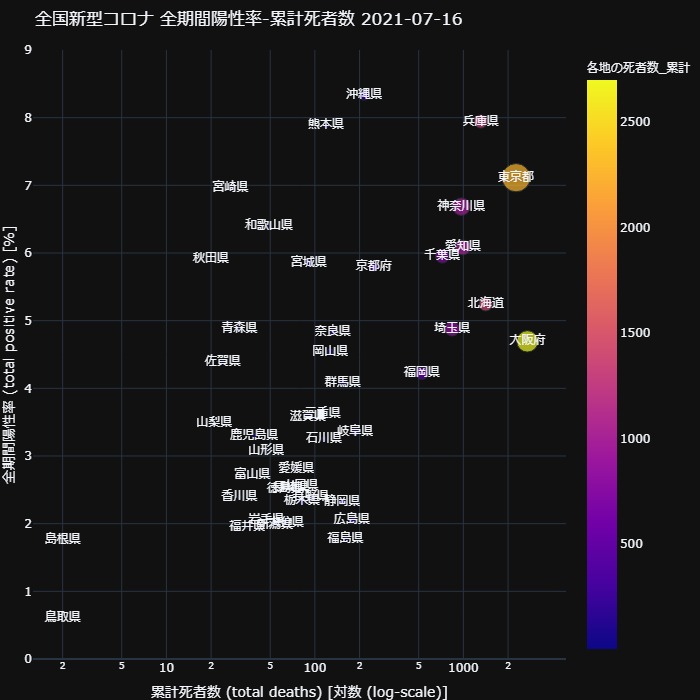 全国新型コロナ 全期間陽性率-累計死者数 2021-07-16
各地の死者数_累計
9
8
7
6
5
4
3
2
1
0
全期間陽性率 (total positive rate) [%]
沖縄県
熊本県
兵庫県
東京都
宮崎県
神奈川県
和歌山県
愛知県
千葉県
秋田県
宮城県
京都府
北海道
青森県
奈良県
埼玉県
大阪府
岡山県
佐賀県
福岡県
群馬県
山梨県
滋賀県
三重県
鹿児島県
石川県
岐阜県
山形県
愛媛県
富山県
香川県
栃木県
静岡県
岩手県
広島県
福井県
島根県
福島県
鳥取県
2500
2000
1500
1000
500
2
5
10
2
5
100
2
5
1000
2
累計死者数 (total deaths) [対数 (log-scale)]